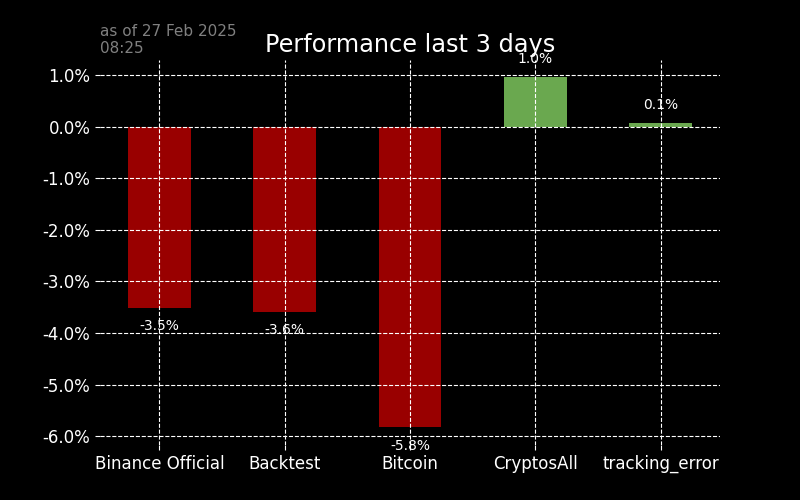 as of 27 Feb 2025
08:25
Performance last 3 days
1.0%
1.0%
0.1%
0.0%
-1.0%
-2.0%
-3.0%
-3.5%
-3.6%
-4.0%
-5.0%
-5.8%
-6.0%
Binance Official
Backtest
Bitcoin
CryptosAll
tracking_error